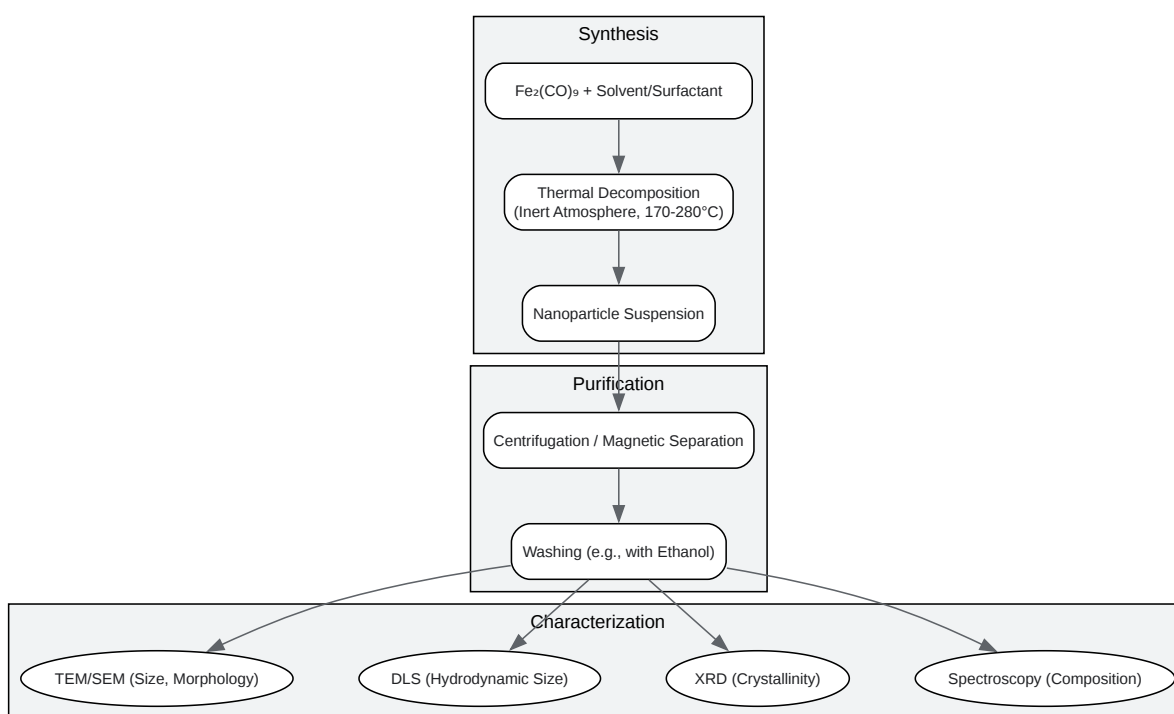 Synthesis
Fe₂(CO)₉ + Solvent/Surfactant
Thermal Decomposition
(Inert Atmosphere, 170-280°C)
Nanoparticle Suspension
Purification
Centrifugation / Magnetic Separation
Washing (e.g., with Ethanol)
Characterization
TEM/SEM (Size, Morphology)
DLS (Hydrodynamic Size)
XRD (Crystallinity)
Spectroscopy (Composition)